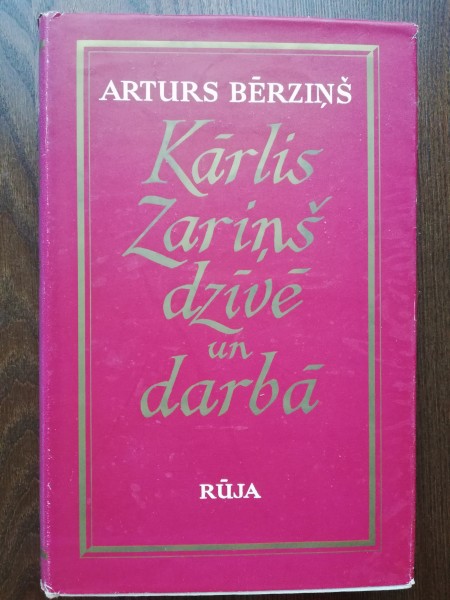 ARTURS BĒRZIŅŠ
Kārlis
Zariņš
dzīvē
un
darbā
RŪJA